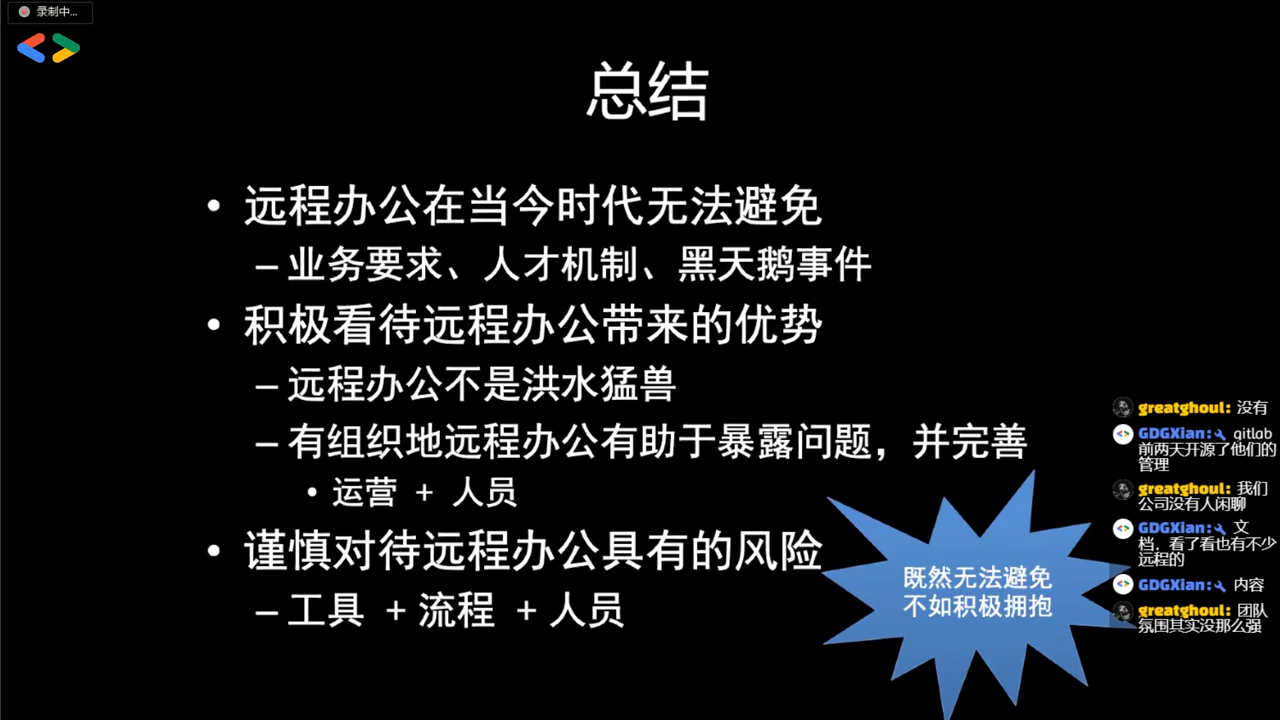 录制中...
总结
• 远程办公在当今时代无法避免
– 业务要求、人才机制、黑天鹅事件
• 积极看待远程办公带来的优势
– 远程办公不是洪水猛兽
– 有组织地远程办公有助于暴露问题，并完善
• 运营 + 人员
• 谨慎对待远程办公具有的风险
– 工具 + 流程 + 人员
既然无法避免
不如积极拥抱
greatghoul: 没有
GDGXian: gitlab
前两天开源了他们的
管理
greatghoul: 我们
公司没有人闲聊
GDGXian: 文
档，看了看也有不少
远程的
GDGXian: 内容
greatghoul: 团队
氛围其实没那么强